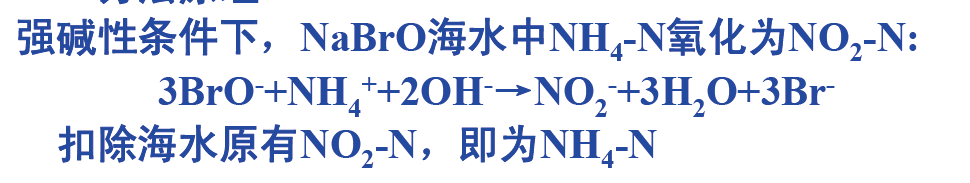 强碱性条件下，NaBrO海水中NH₄-N氧化为NO₂-N:
3BrO⁻+NH₄⁺+2OH⁻→NO₂⁻+3H₂O+3Br⁻
扣除海水原有NO₂-N，即为NH₄-N